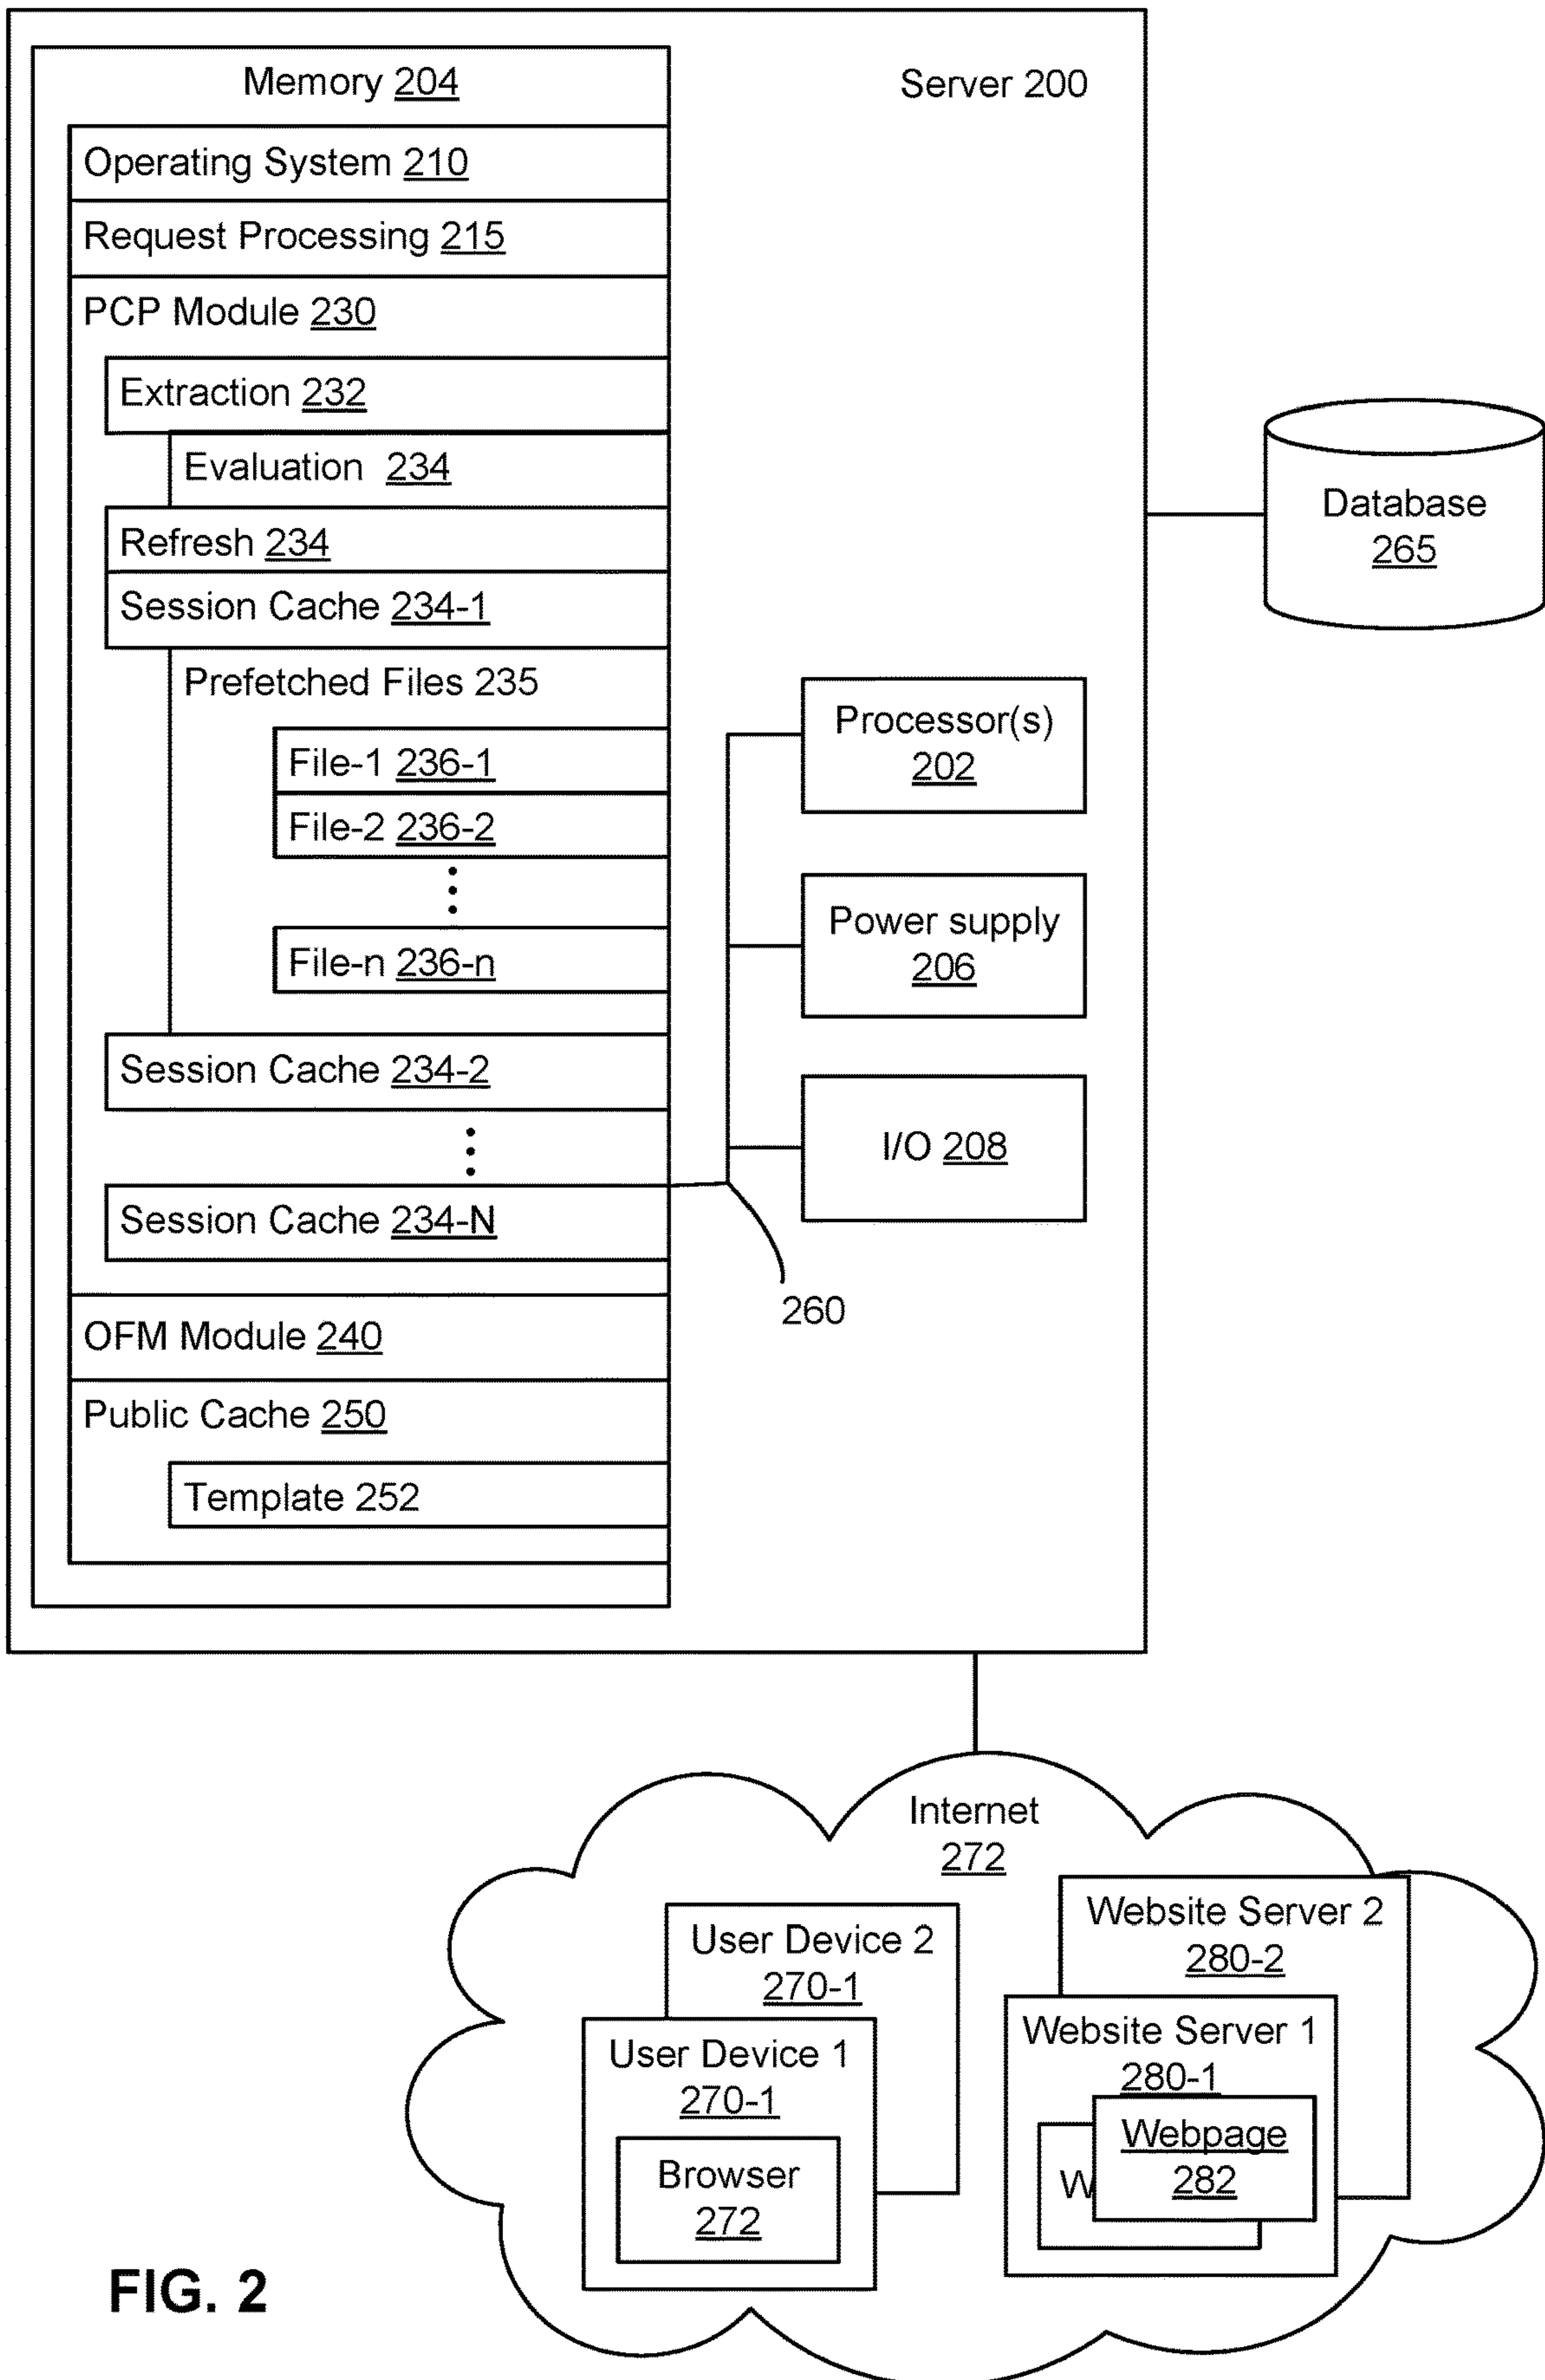 Memory 204
Server 200
Operating System 210
Request Processing 215
PCP Module 230
Extraction 232
Evaluation 234
Refresh 234
Session Cache 234-1
Prefetched Files 235
File-1 236-1
File-2 236-2
File-n 236-n
Session Cache 234-2
Session Cache 234-N
OFM Module 240
Public Cache 250
Template 252
Processor(s)
202
Power supply
206
I/O 208
260
Database
265
Internet
272
User Device 2
270-1
User Device 1
270-1
Browser
272
Website Server 2
280-2
Website Server 1
280-1
Webpage
282
W
FIG. 2